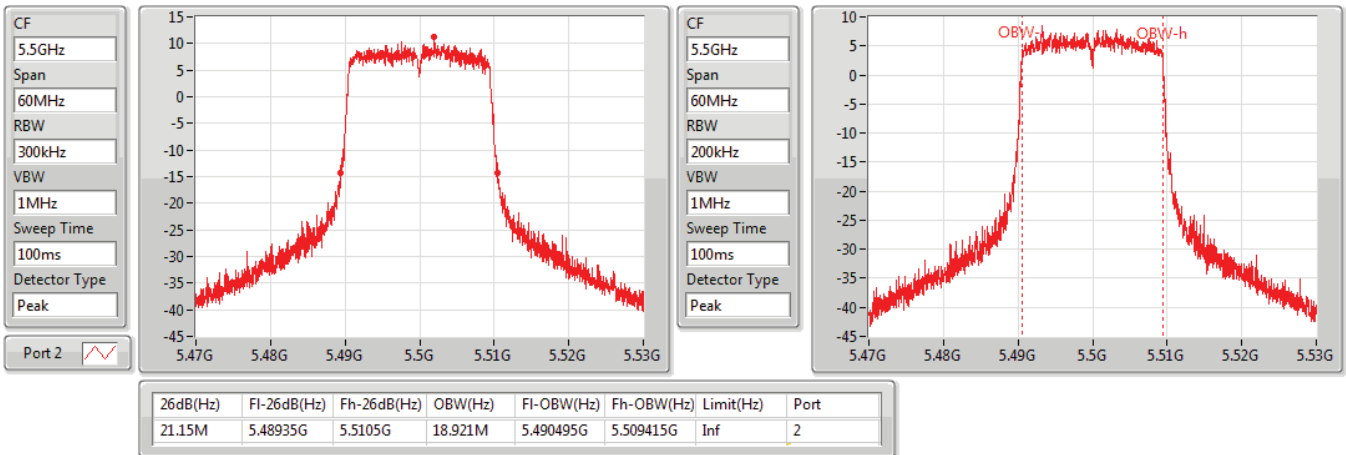 CF
5.5GHz
Span
60MHz
RBW
300kHz
VBW
1MHz
Sweep Time
100ms
Detector Type
Peak
Port 2
15-
10-
5-
0-
-5-
-10-
-15-
-20-
-25-
-30-
-35-
-40-
-45-
5.47G 5.48G 5.49G 5.5G 5.51G 5.52G 5.53G
CF
5.5GHz
Span
60MHz
RBW
200kHz
VBW
1MHz
Sweep Time
100ms
Detector Type
Peak
10-
5-
0-
-5-
-10-
-15-
-20-
-25-
-30-
-35-
-40-
-45-
OBW-l OBW-h
5.47G 5.48G 5.49G 5.5G 5.51G 5.52G 5.53G
26dB(Hz) Fl-26dB(Hz) Fh-26dB(Hz) OBW(Hz) Fl-OBW(Hz) Fh-OBW(Hz) Limit(Hz) Port
21.15M 5.48935G 5.5105G 18.921M 5.490495G 5.509415G Inf 2